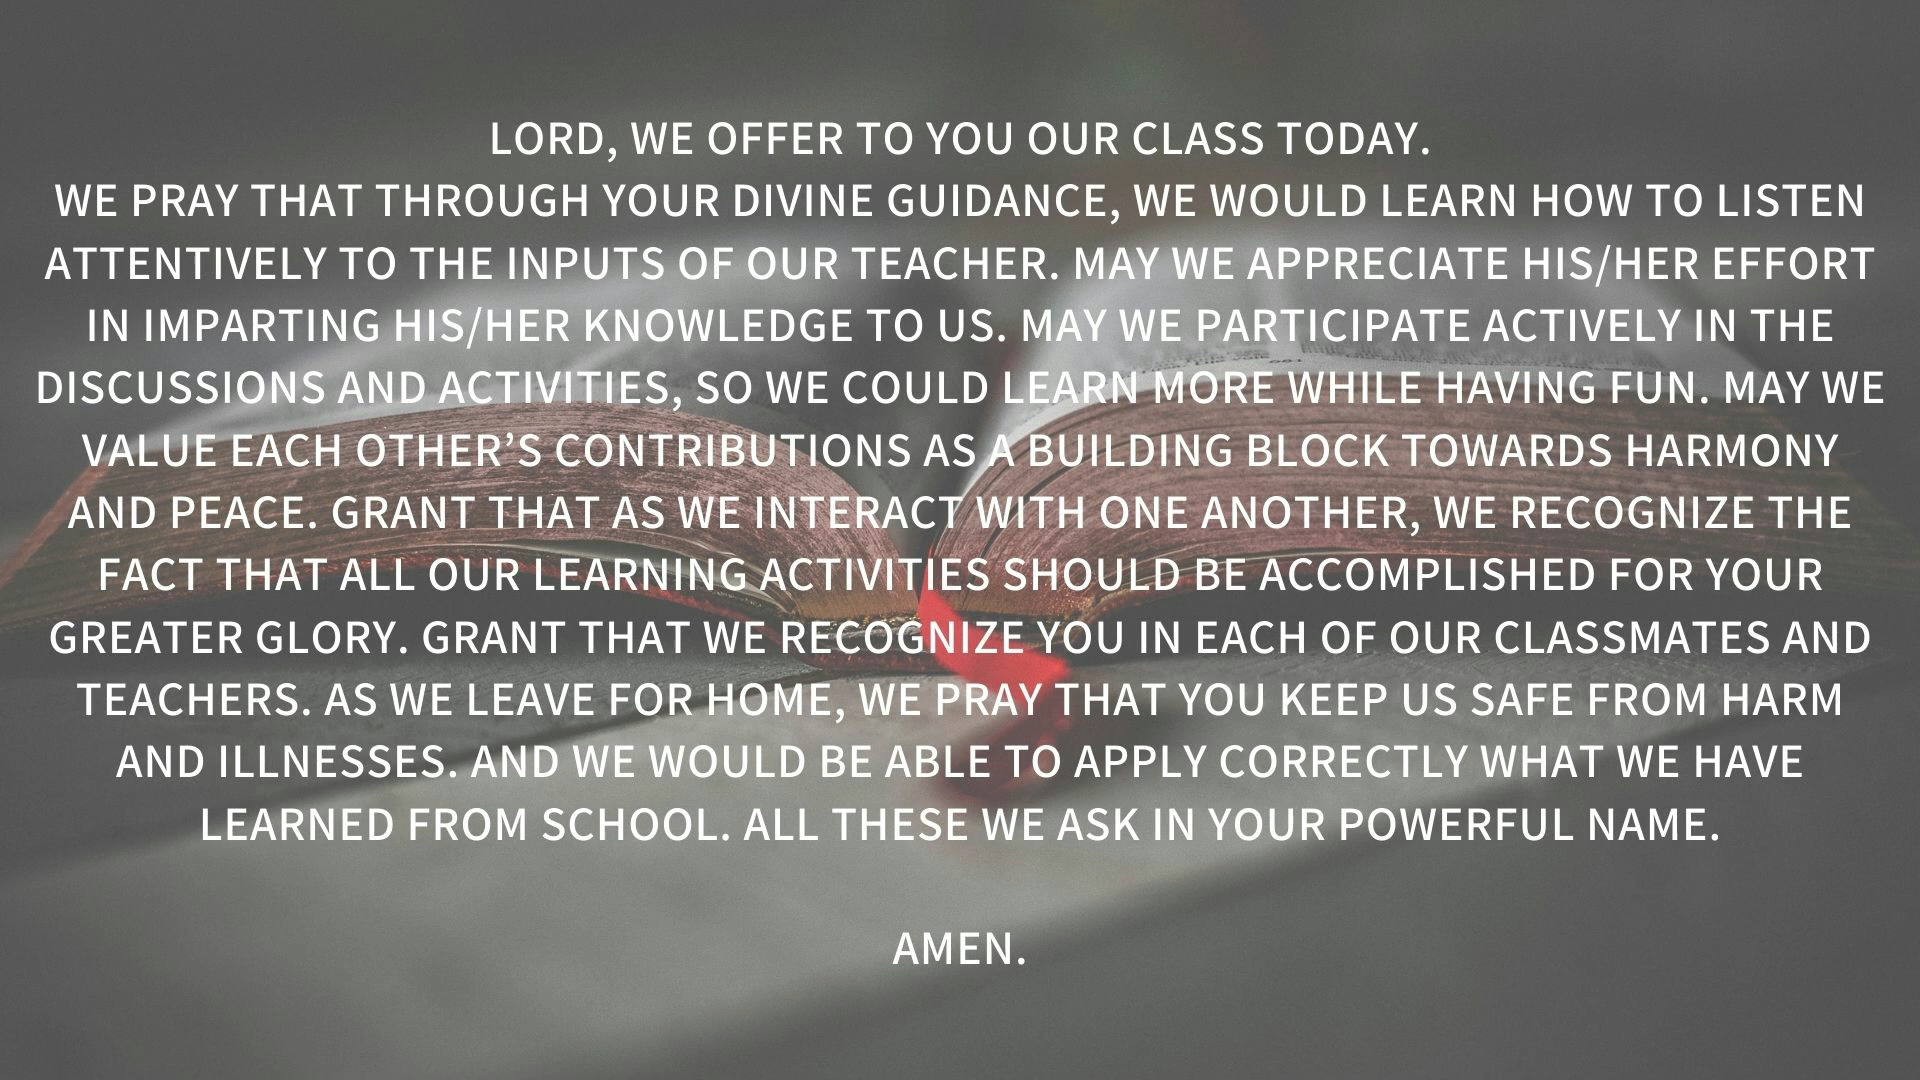 LORD, WE OFFER TO YOU OUR CLASS TODAY.
WE PRAY THAT THROUGH YOUR DIVINE GUIDANCE, WE WOULD LEARN HOW TO LISTEN
ATTENTIVELY TO THE INPUTS OF OUR TEACHER. MAY WE APPRECIATE HIS/HER EFFORT
IN IMPARTING HIS/HER KNOWLEDGE TO US. MAY WE PARTICIPATE ACTIVELY IN THE
DISCUSSIONS AND ACTIVITIES, SO WE COULD LEARN MORE WHILE HAVING FUN. MAY WE
VALUE EACH OTHER’S CONTRIBUTIONS AS A BUILDING BLOCK TOWARDS HARMONY
AND PEACE. GRANT THAT AS WE INTERACT WITH ONE ANOTHER, WE RECOGNIZE THE
FACT THAT ALL OUR LEARNING ACTIVITIES SHOULD BE ACCOMPLISHED FOR YOUR
GREATER GLORY. GRANT THAT WE RECOGNIZE YOU IN EACH OF OUR CLASSMATES AND
TEACHERS. AS WE LEAVE FOR HOME, WE PRAY THAT YOU KEEP US SAFE FROM HARM
AND ILLNESSES. AND WE WOULD BE ABLE TO APPLY CORRECTLY WHAT WE HAVE
LEARNED FROM SCHOOL. ALL THESE WE ASK IN YOUR POWERFUL NAME.
AMEN.